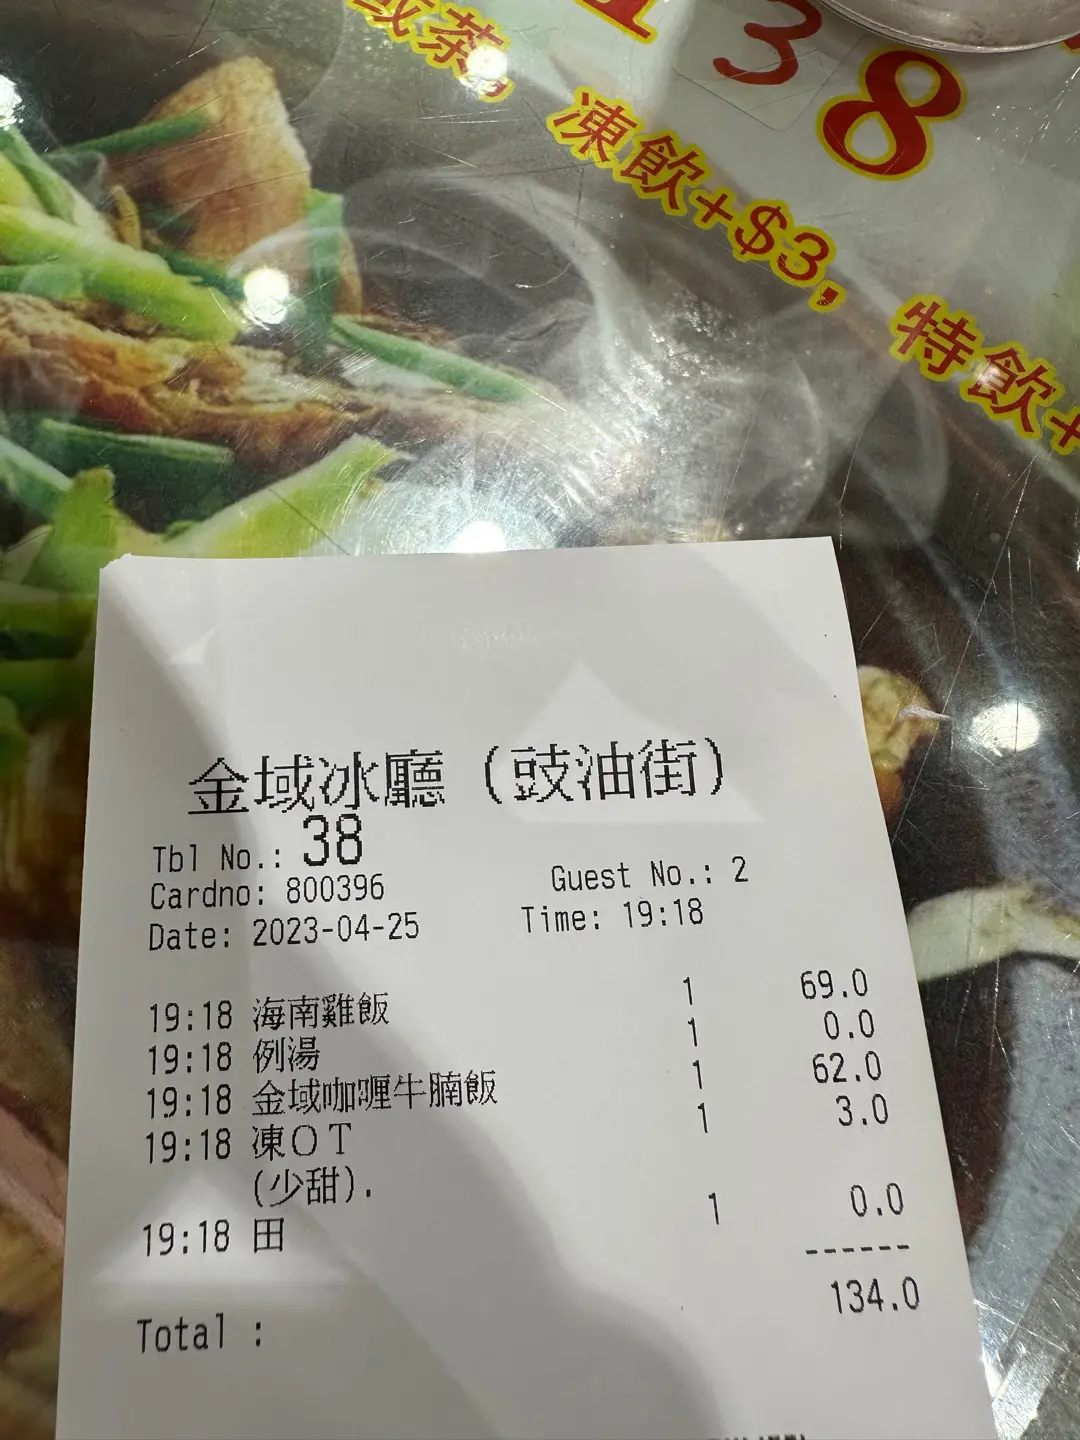 或茶,
138
凍飲+$3,
特飲+
金域冰廳 (豉油街)
Tbl No.: 38
Cardno: 800396 Guest No.: 2
Date: 2023-04-25 Time: 19:18
19:18 海南雞飯 1 69.0
19:18 例湯 1 0.0
19:18 金域咖喱牛腩飯 1 62.0
19:18 凍OT 1 3.0
(少甜).
19:18 田 1 0.0
------
Total : 134.0